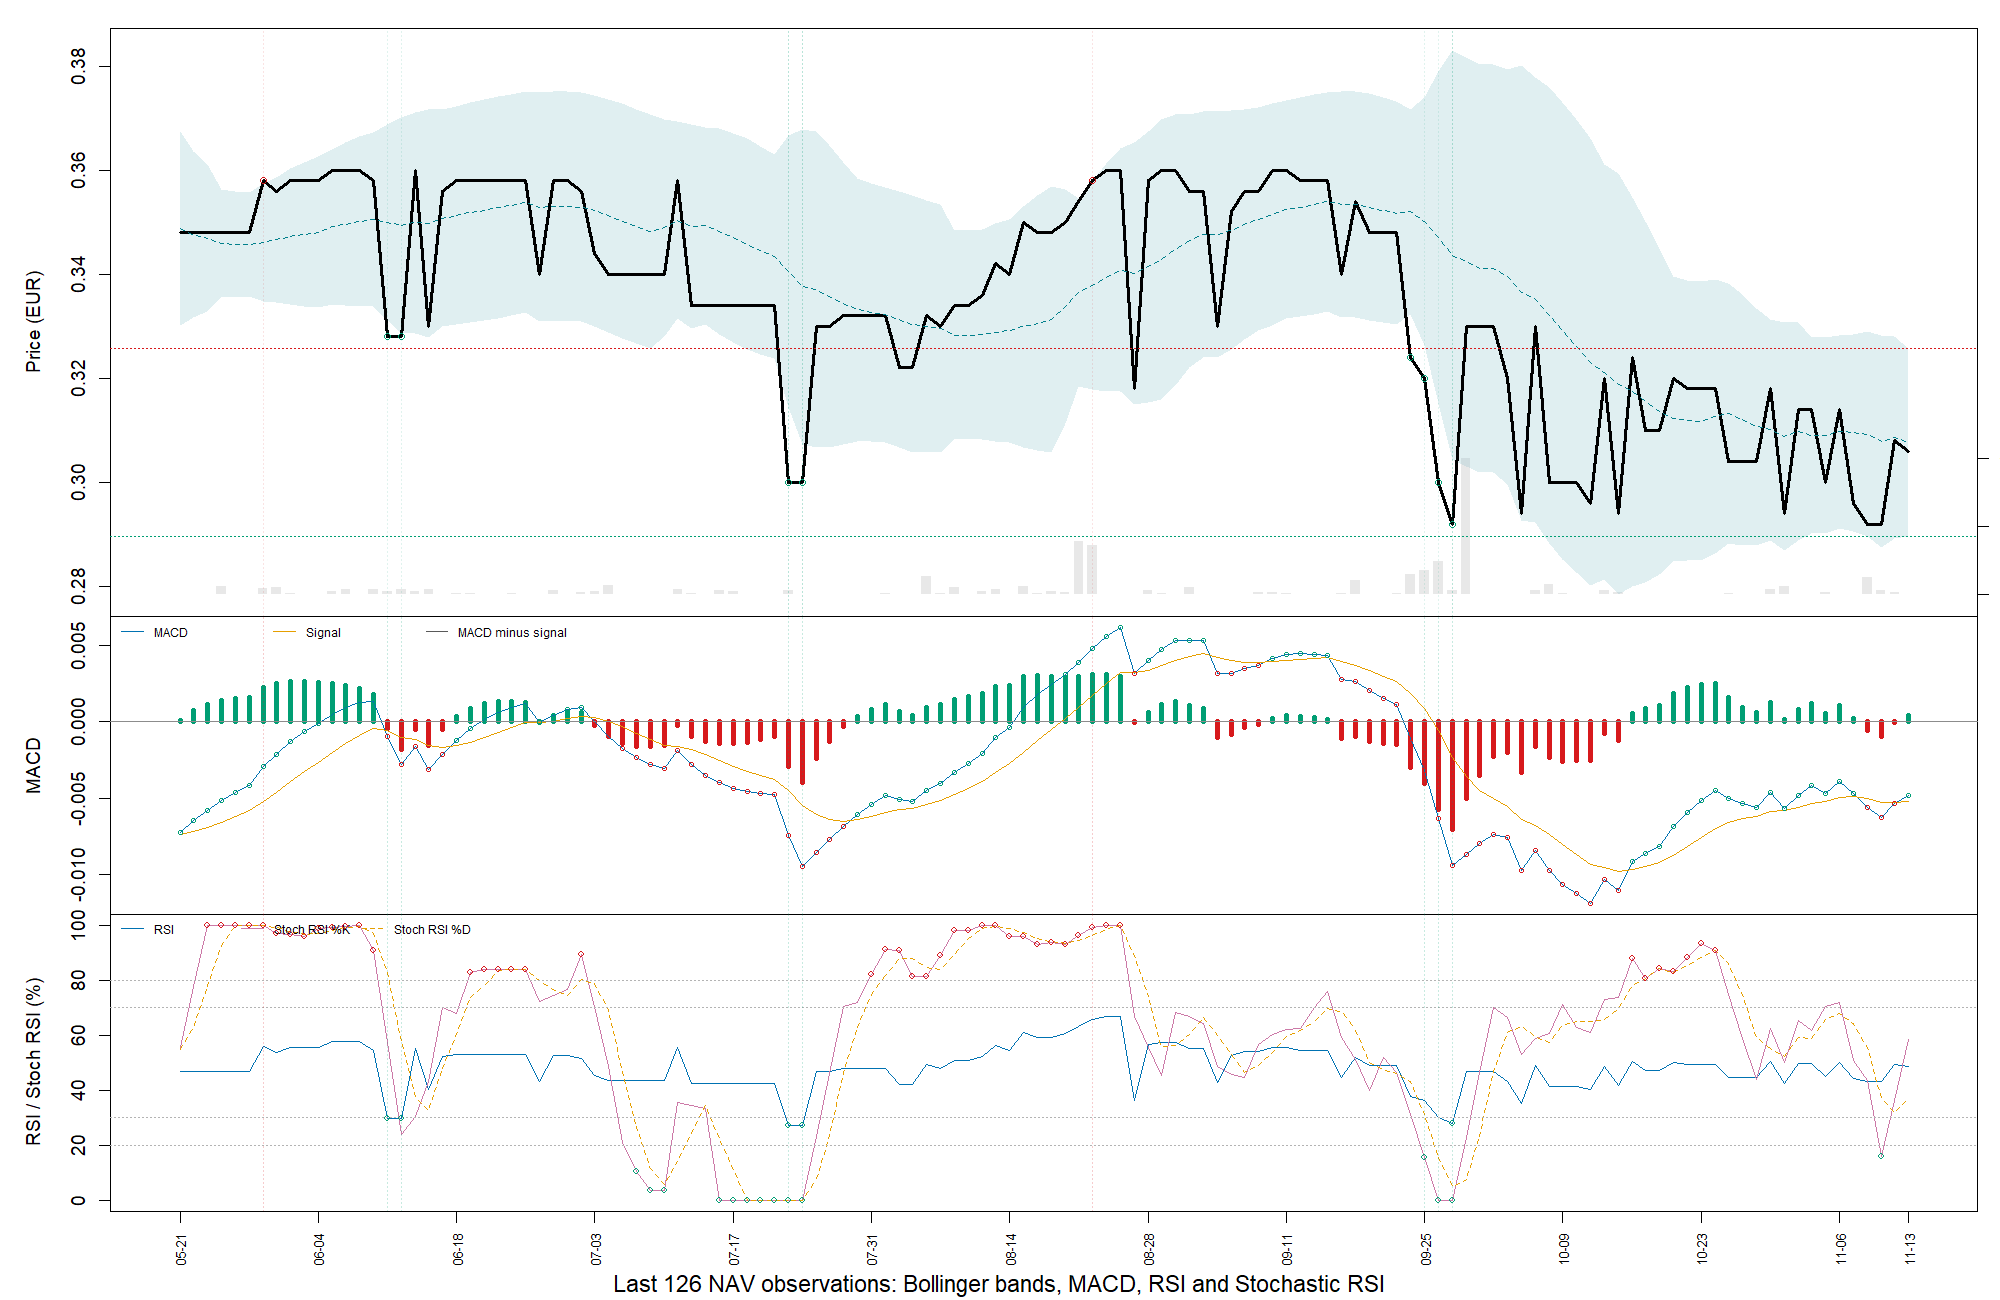 Price (EUR)
0.38
0.36
0.34
0.32
0.30
0.28
MACD
0.005
0.000
-0.005
-0.010
MACD Signal MACD minus signal
RSI / Stoch RSI (%)
100
80
60
40
20
0
RSI Stoch RSI %K Stoch RSI %D
05-21 06-04 06-18 07-03 07-17 07-31 08-14 08-28 09-11 09-25 10-09 10-23 11-06 11-13
Last 126 NAV observations: Bollinger bands, MACD, RSI and Stochastic RSI